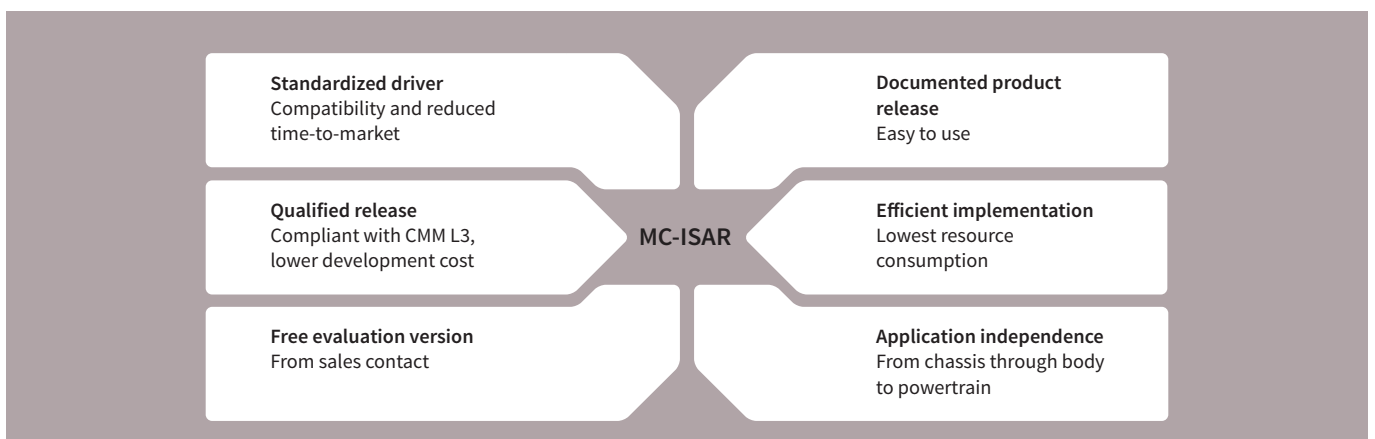 Standardized driver
Compatibility and reduced
time-to-market
Qualified release
Compliant with CMM L3,
lower development cost
Free evaluation version
From sales contact
MC-ISAR
Documented product
release
Easy to use
Efficient implementation
Lowest resource
consumption
Application independence
From chassis through body
to powertrain